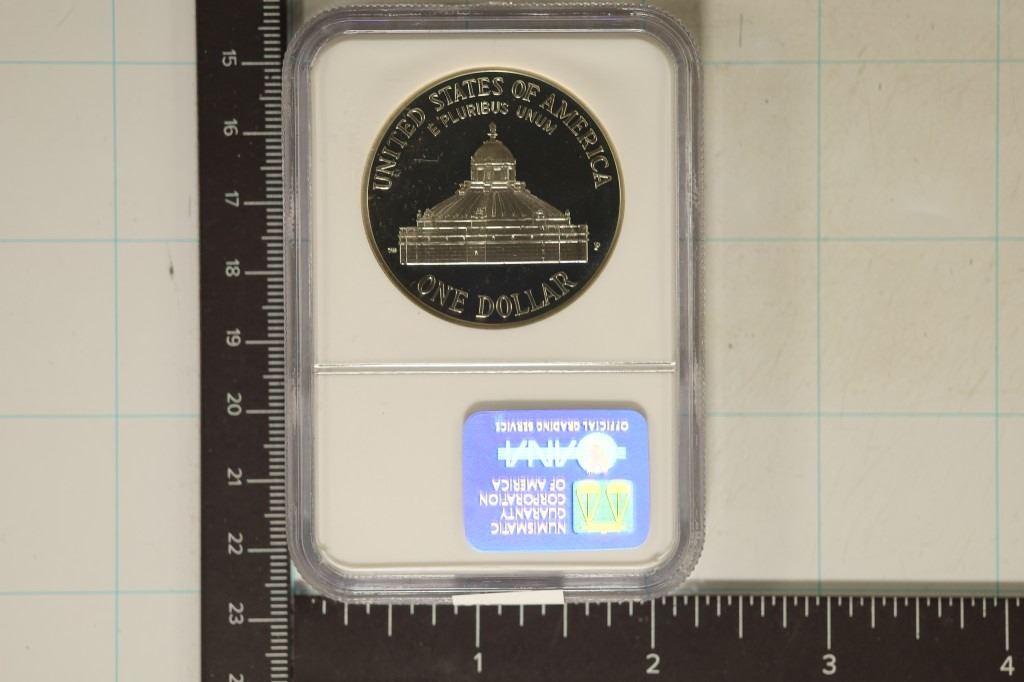 UNITED STATES OF AMERICA
E PLURIBUS UNUM
P
ONE DOLLAR
NUMISMATIC
GUARANTY
CORPORATION
OF AMERICA
ANA
OFFICIAL GRADING SERVICE
15
16
17
18
19
20
21
22
23
1
2
3
4